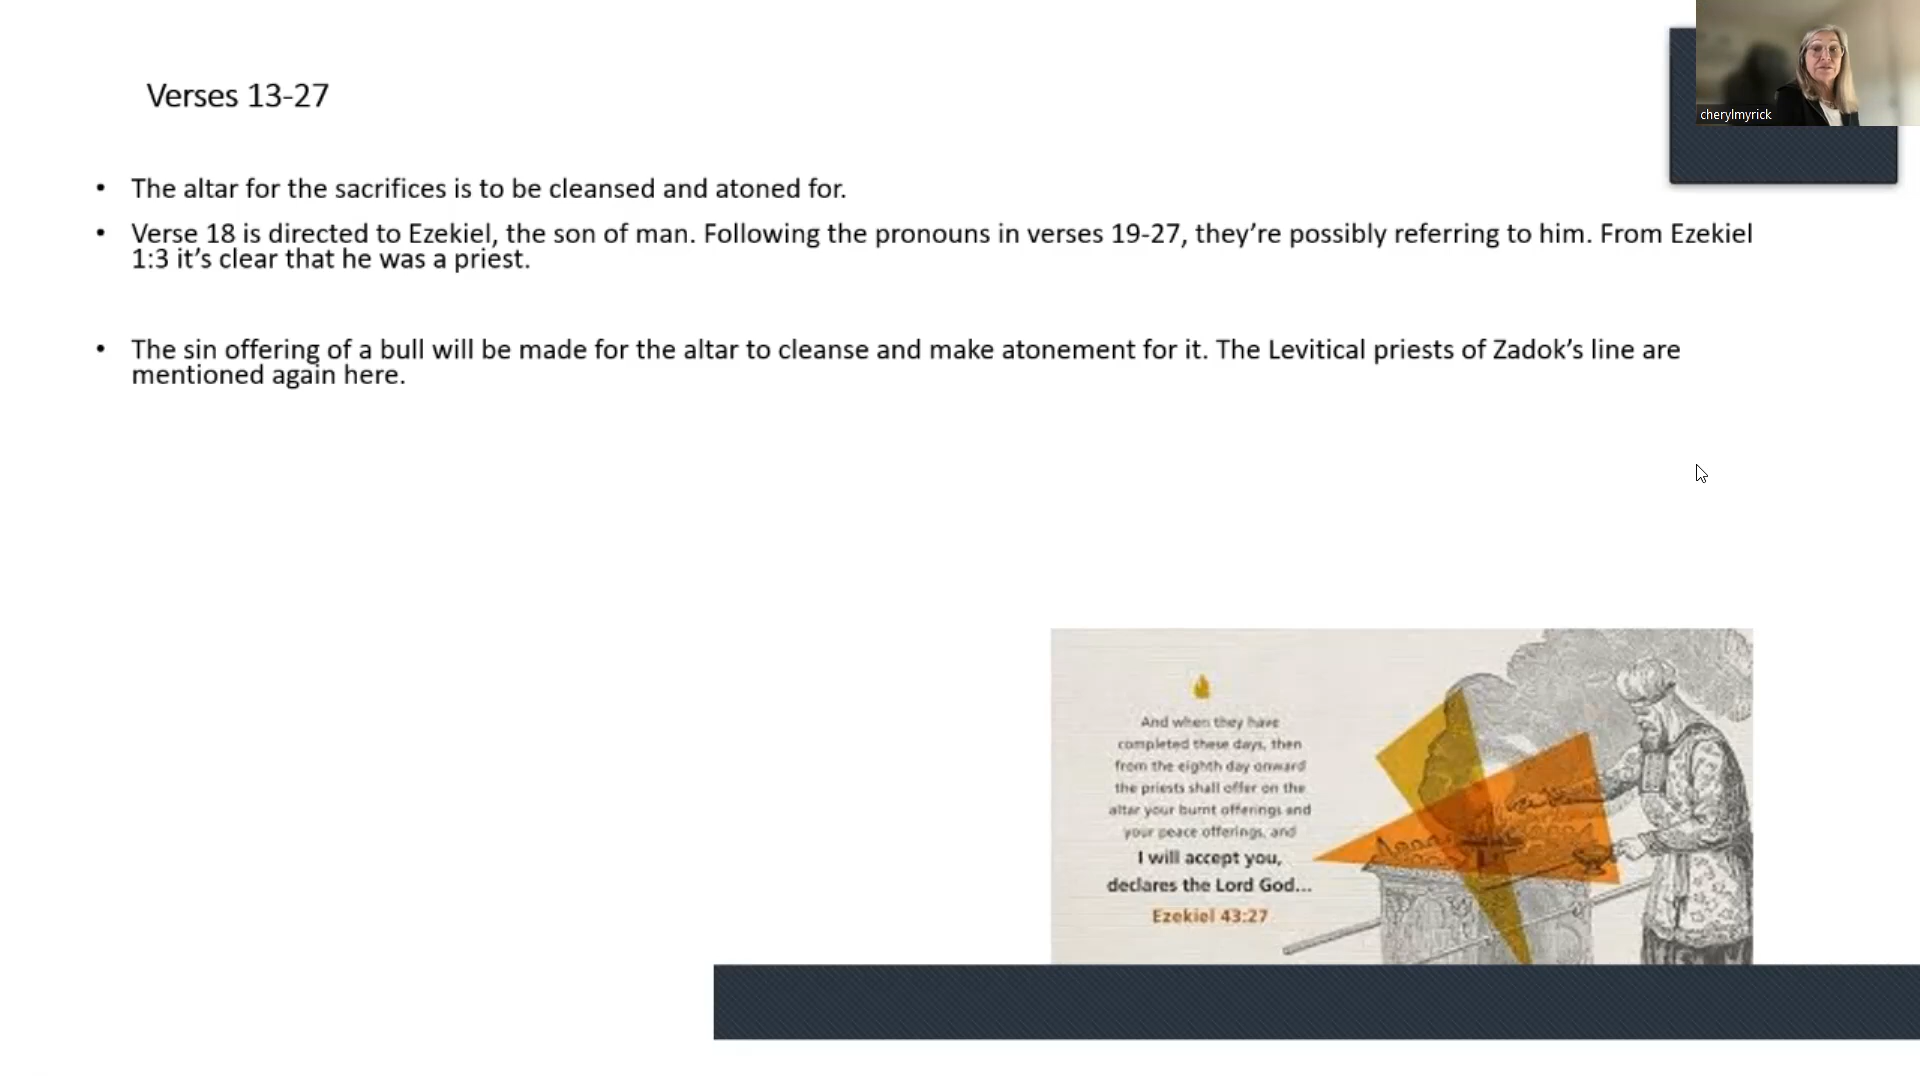 Verses 13-27
cherylmyrick
• The altar for the sacrifices is to be cleansed and atoned for.
• Verse 18 is directed to Ezekiel, the son of man. Following the pronouns in verses 19-27, they’re possibly referring to him. From Ezekiel
1:3 it’s clear that he was a priest.
• The sin offering of a bull will be made for the altar to cleanse and make atonement for it. The Levitical priests of Zadok’s line are
mentioned again here.
And when they have
completed these days, then
from the eighth day onward
the priests shall offer on the
altar your burnt offerings and
your peace offerings, and
I will accept you,
declares the Lord God...
Ezekiel 43:27